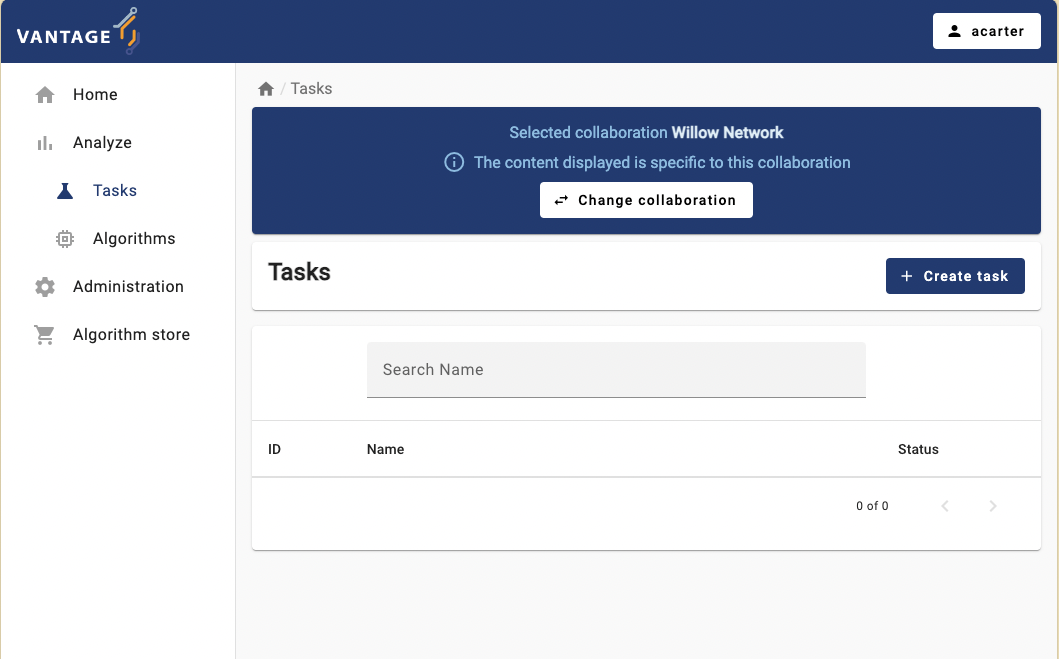 VANTAGE
acarter
Home
Analyze
Tasks
Algorithms
Administration
Algorithm store
/ Tasks
Selected collaboration Willow Network
The content displayed is specific to this collaboration
Change collaboration
Tasks
Create task
Search Name
ID Name Status
0 of 0